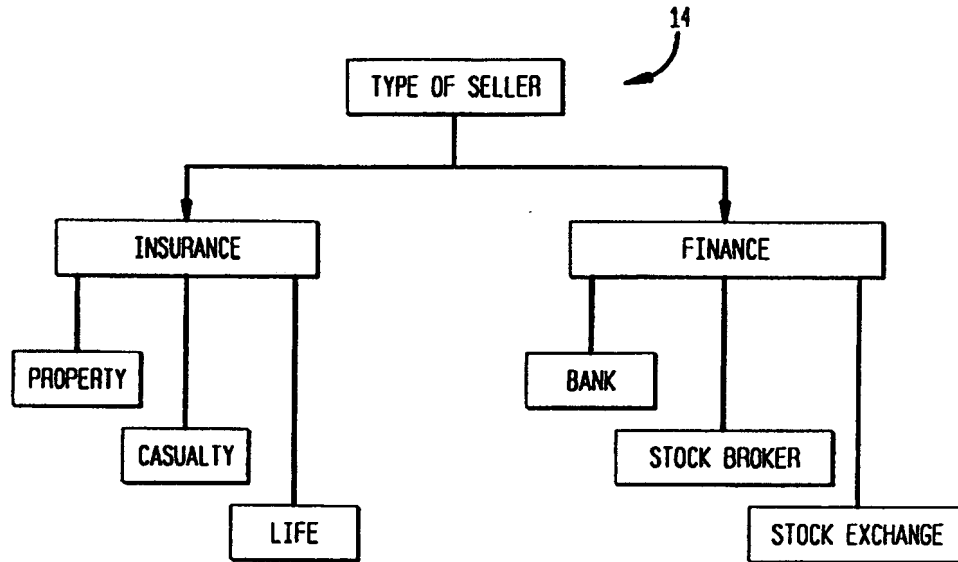 14
TYPE OF SELLER
INSURANCE
FINANCE
PROPERTY
BANK
CASUALTY
STOCK BROKER
LIFE
STOCK EXCHANGE